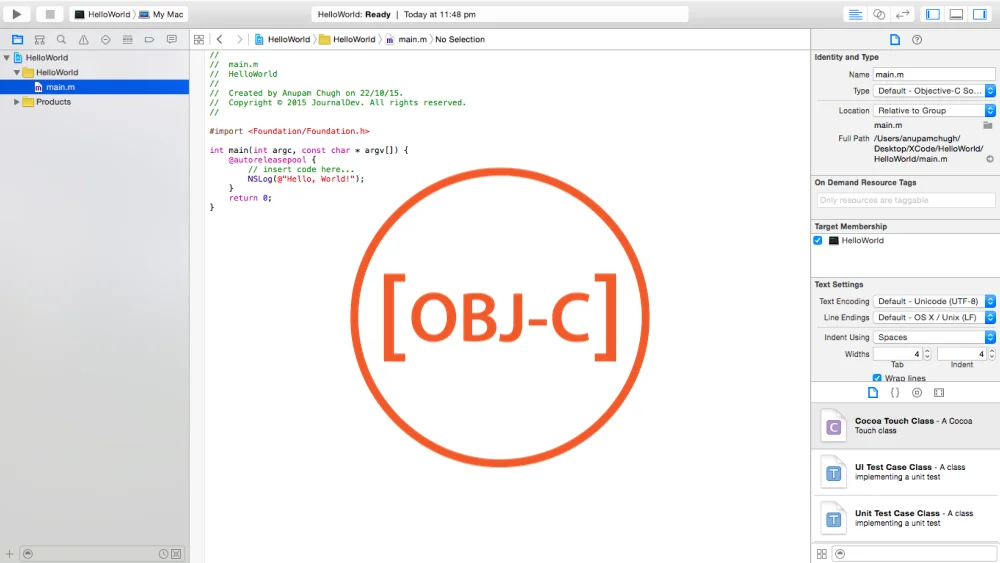 HelloWorld
My Mac
HelloWorld: Ready | Today at 11:48 pm
HelloWorld
HelloWorld
main.m
Products
HelloWorld
HelloWorld
main.m
No Selection
//
// main.m
// HelloWorld
//
// Created by Anupam Chugh on 22/10/15.
// Copyright © 2015 JournalDev. All rights reserved.
//
#import <Foundation/Foundation.h>
int main(int argc, const char * argv[]) {
@autoreleasepool {
// insert code here...
NSLog(@"Hello, World!");
}
return 0;
}
[OBJ-C]
Identity and Type
Name main.m
Type Default - Objective-C So...
Location Relative to Group
main.m
Full Path /Users/anupamchugh/
Desktop/XCode/HelloWorld/
HelloWorld/main.m
On Demand Resource Tags
Only resources are taggable
Target Membership
HelloWorld
Text Settings
Text Encoding Default - Unicode (UTF-8)
Line Endings Default - OS X / Unix (LF)
Indent Using Spaces
Widths 4 4
Tab Indent
Wrap lines
{}
C Cocoa Touch Class - A Cocoa
Touch class
T UI Test Case Class - A class
implementing a unit test
T Unit Test Case Class - A class
implementing a unit test